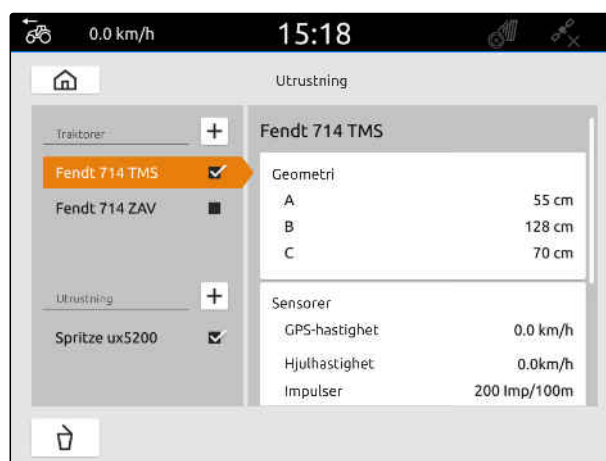 0.0 km/h 15:18
Utrustning
Traktorer
Fendt 714 TMS
Fendt 714 ZAV
Utrustning
Spritze ux5200
Fendt 714 TMS
Geometri
A 55 cm
B 128 cm
C 70 cm
Sensorer
GPS-hastighet 0.0 km/h
Hjulhastighet 0.0km/h
Impulser 200 Imp/100m